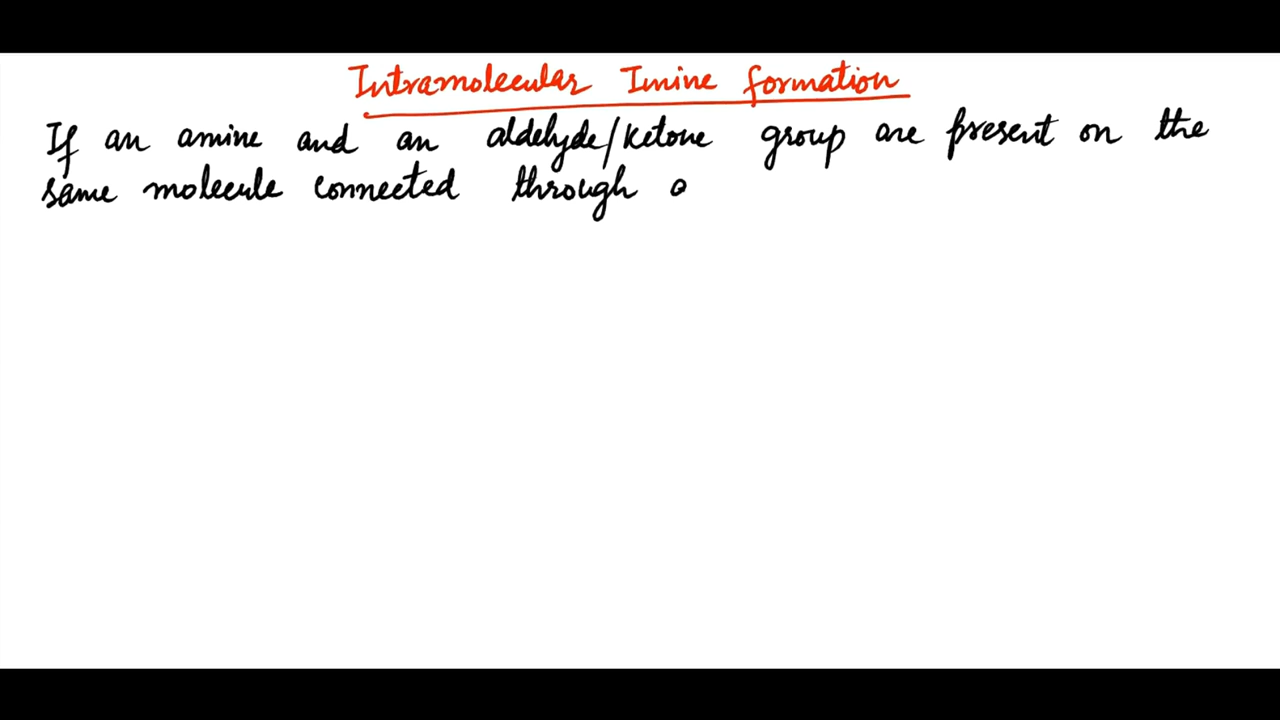 Intramolecular Imine formation
If an amine and an aldehyde/ketone group are present on the
same molecule connected through